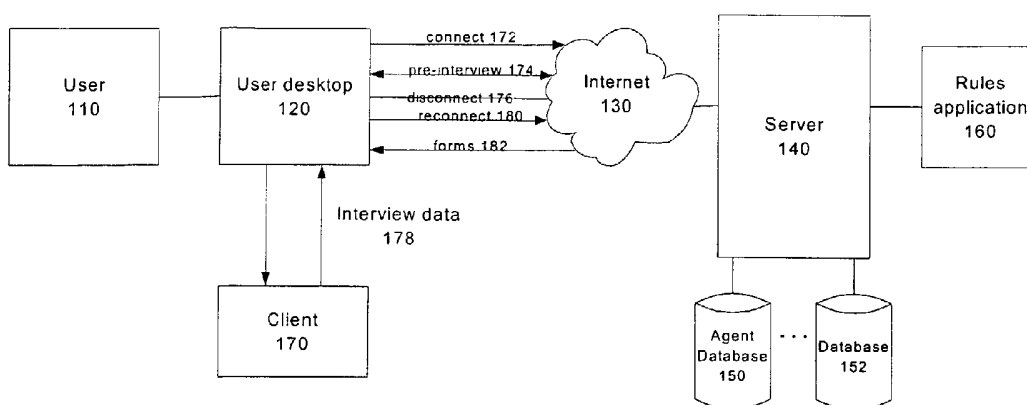 User
110
User desktop
120
connect 172
pre-interview 174
disconnect 176
reconnect 180
forms 182
Internet
130
Server
140
Rules
application
160
Interview data
178
Client
170
Agent
Database
150
. . .
Database
152